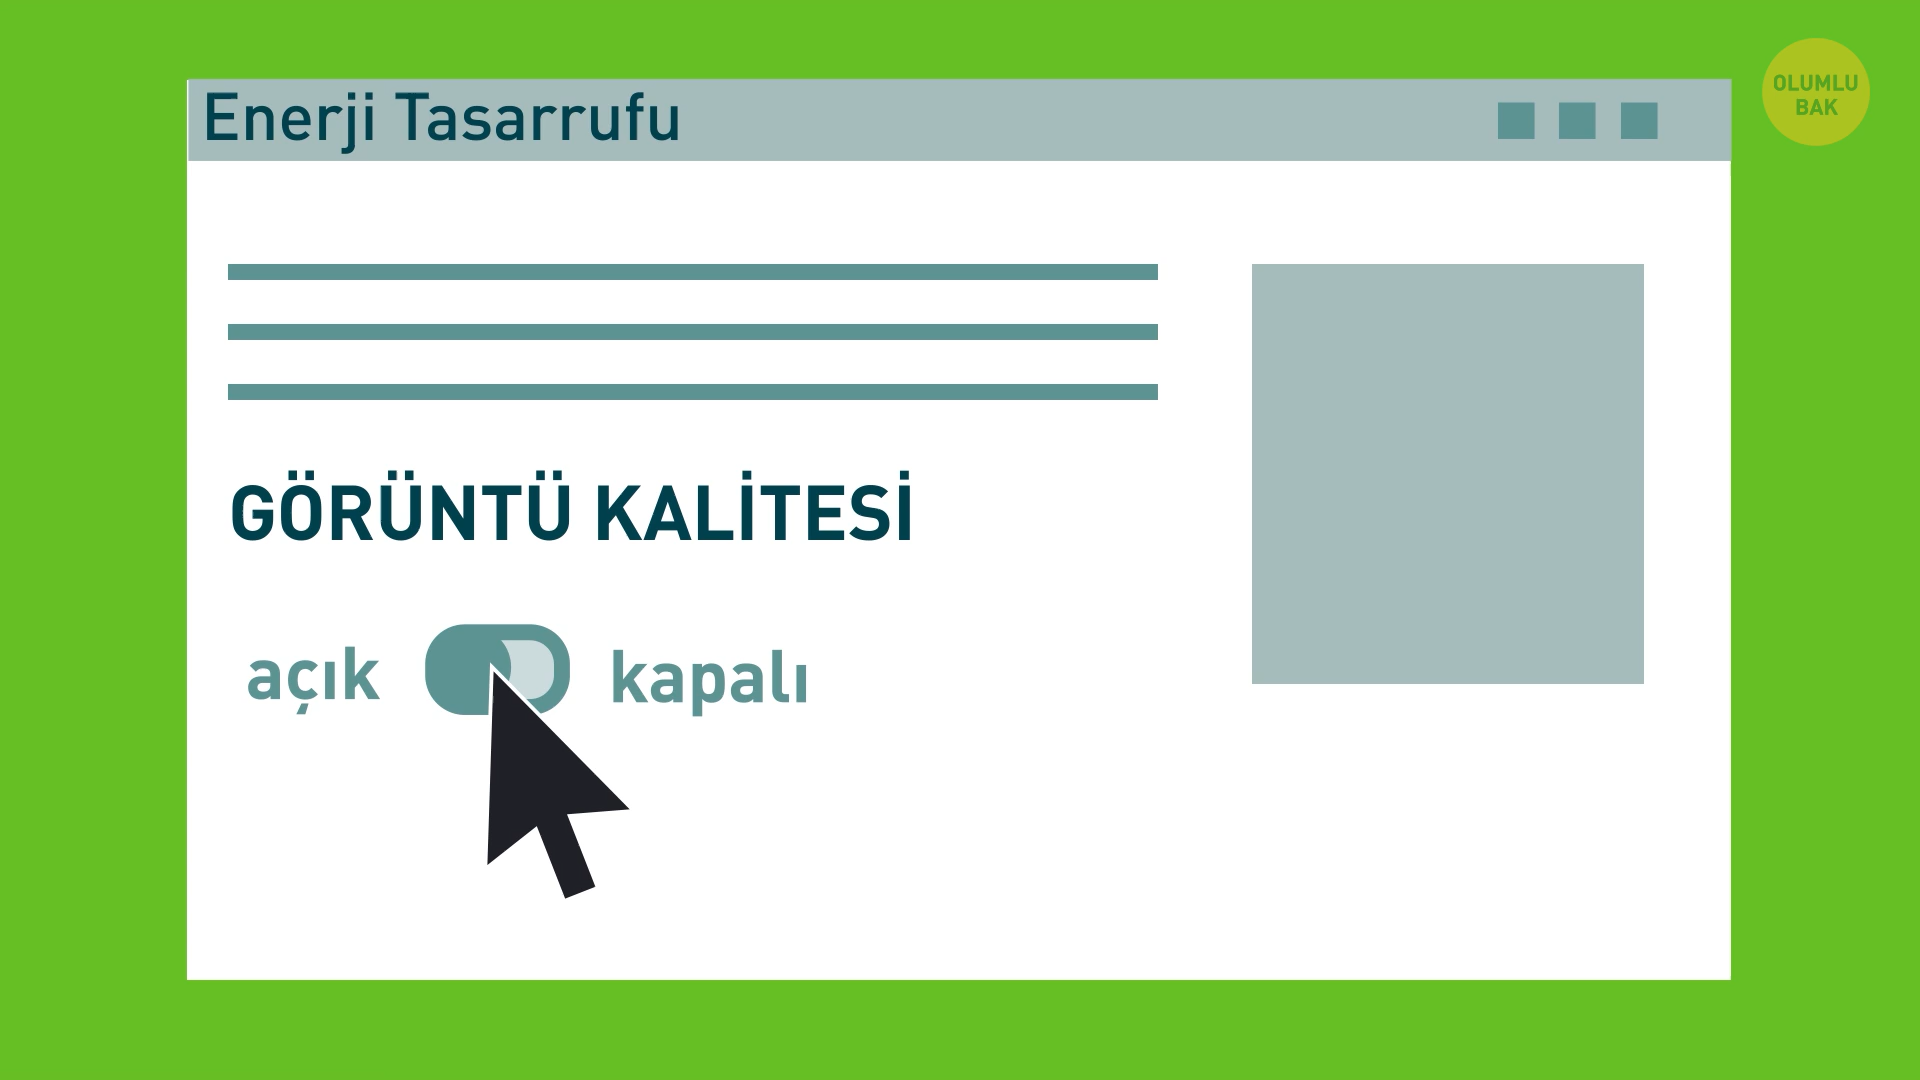 Enerji Tasarrufu
OLUMLU
BAK
GÖRÜNTÜ KALİTESİ
açık
kapalı